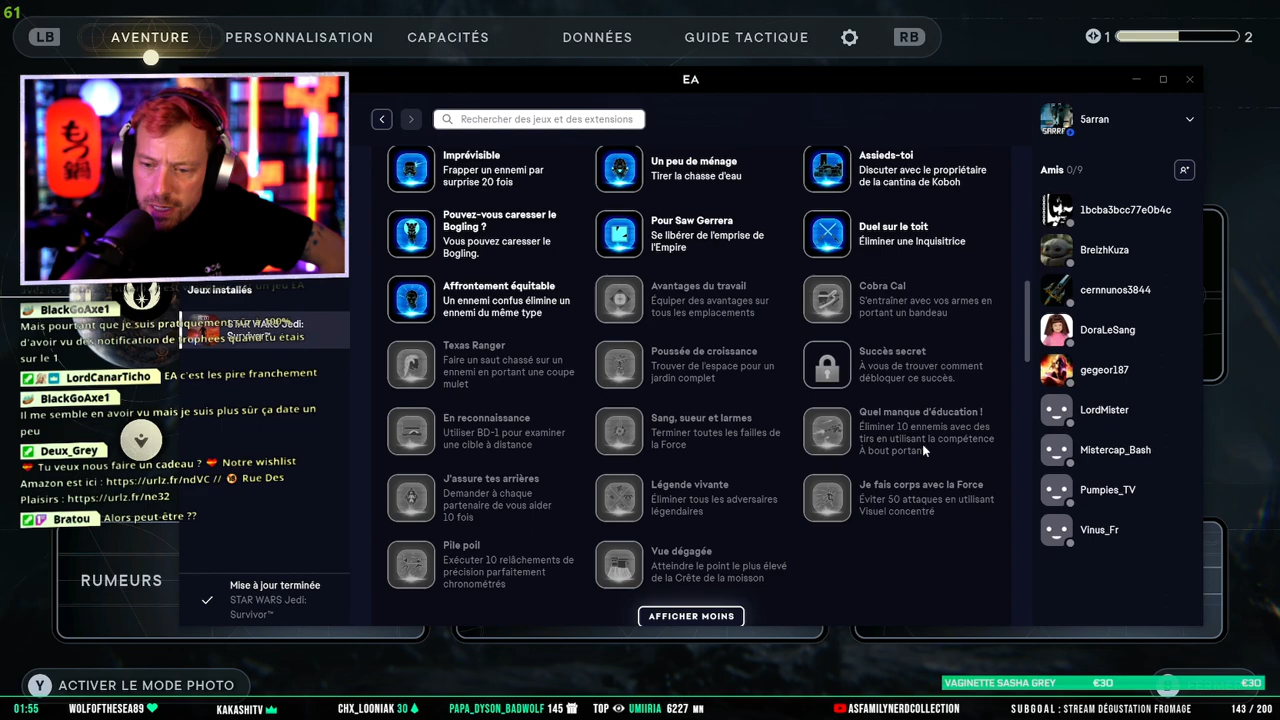 61
LB
AVENTURE
PERSONNALISATION
CAPACITÉS
DONNÉES
GUIDE TACTIQUE
RB
1
2
EA
Rechercher des jeux et des extensions
5arran
もつ鍋
Imprévisible
Frapper un ennemi par
surprise 20 fois
Un peu de ménage
Tirer la chasse d'eau
Assieds-toi
Discuter avec le propriétaire
de la cantina de Koboh
Pouvez-vous caresser le
Bogling ?
Vous pouvez caresser le
Bogling.
Pour Saw Gerrera
Se libérer de l'emprise de
l'Empire
Duel sur le toit
Éliminer une Inquisitrice
Affrontement équitable
Un ennemi confus élimine un
ennemi du même type
Avantages du travail
Équiper des avantages sur
tous les emplacements
Cobra Cal
S'entraîner avec vos armes en
portant un bandeau
Texas Ranger
Faire un saut chassé sur un
ennemi en portant une coupe
mulet
Poussée de croissance
Trouver de l'espace pour un
jardin complet
Succès secret
À vous de trouver comment
débloquer ce succès.
En reconnaissance
Utiliser BD-1 pour examiner
une cible à distance
Sang, sueur et larmes
Terminer toutes les failles de
la Force
Quel manque d'éducation !
Éliminer 10 ennemis avec des
tirs en utilisant la compétence
À bout portant
J'assure tes arrières
Demander à chaque
partenaire de vous aider
10 fois
Légende vivante
Éliminer tous les adversaires
légendaires
Je fais corps avec la Force
Éviter 50 attaques en utilisant
Visuel concentré
Pile poil
Exécuter 10 relâchements de
précision parfaitement
chronométrés
Vue dégagée
Atteindre le point le plus élevé
de la Crête de la moisson
AFFICHER MOINS
Amis 0/9
1bcba3bcc77e0b4c
BreizhKuza
cernnunos3844
DoraLeSang
gegeor187
LordMister
Mistercap_Bash
Pumpies_TV
Vinus_Fr
Jeux installés
STAR WARS Jedi:
Survivor™
100%
BlackGoAxe1
Mais pourtant que je suis pratiquement
d'avoir vu des notification de trophées quand tu étais
sur le 1
LordCanarTicho EA c'est les pire franchement
BlackGoAxe1
Il me semble en avoir vu mais je suis plus sûr ça date un
peu
Deux_Grey
Tu veux nous faire un cadeau ? Notre wishlist
Amazon est ici : https://urlz.fr/ndVC // 🔞 Rue Des
Plaisirs : https://urlz.fr/ne32
Bratou Alors peut-être ??
RUMEURS
Mise à jour terminée
STAR WARS Jedi:
Survivor™
Y ACTIVER LE MODE PHOTO
VAGINETTE SASHA GREY €30 €30
01:55
WOLFOFTHESEA89
KAKASHITV
CHX_LOONIAK 30
PAPA_DYSON_BADWOLF 145
TOP UMIIRIA 6227 MN
ASFAMILYNERDCOLLECTION
SUBGOAL : STREAM DÉGUSTATION FROMAGE 143 / 200